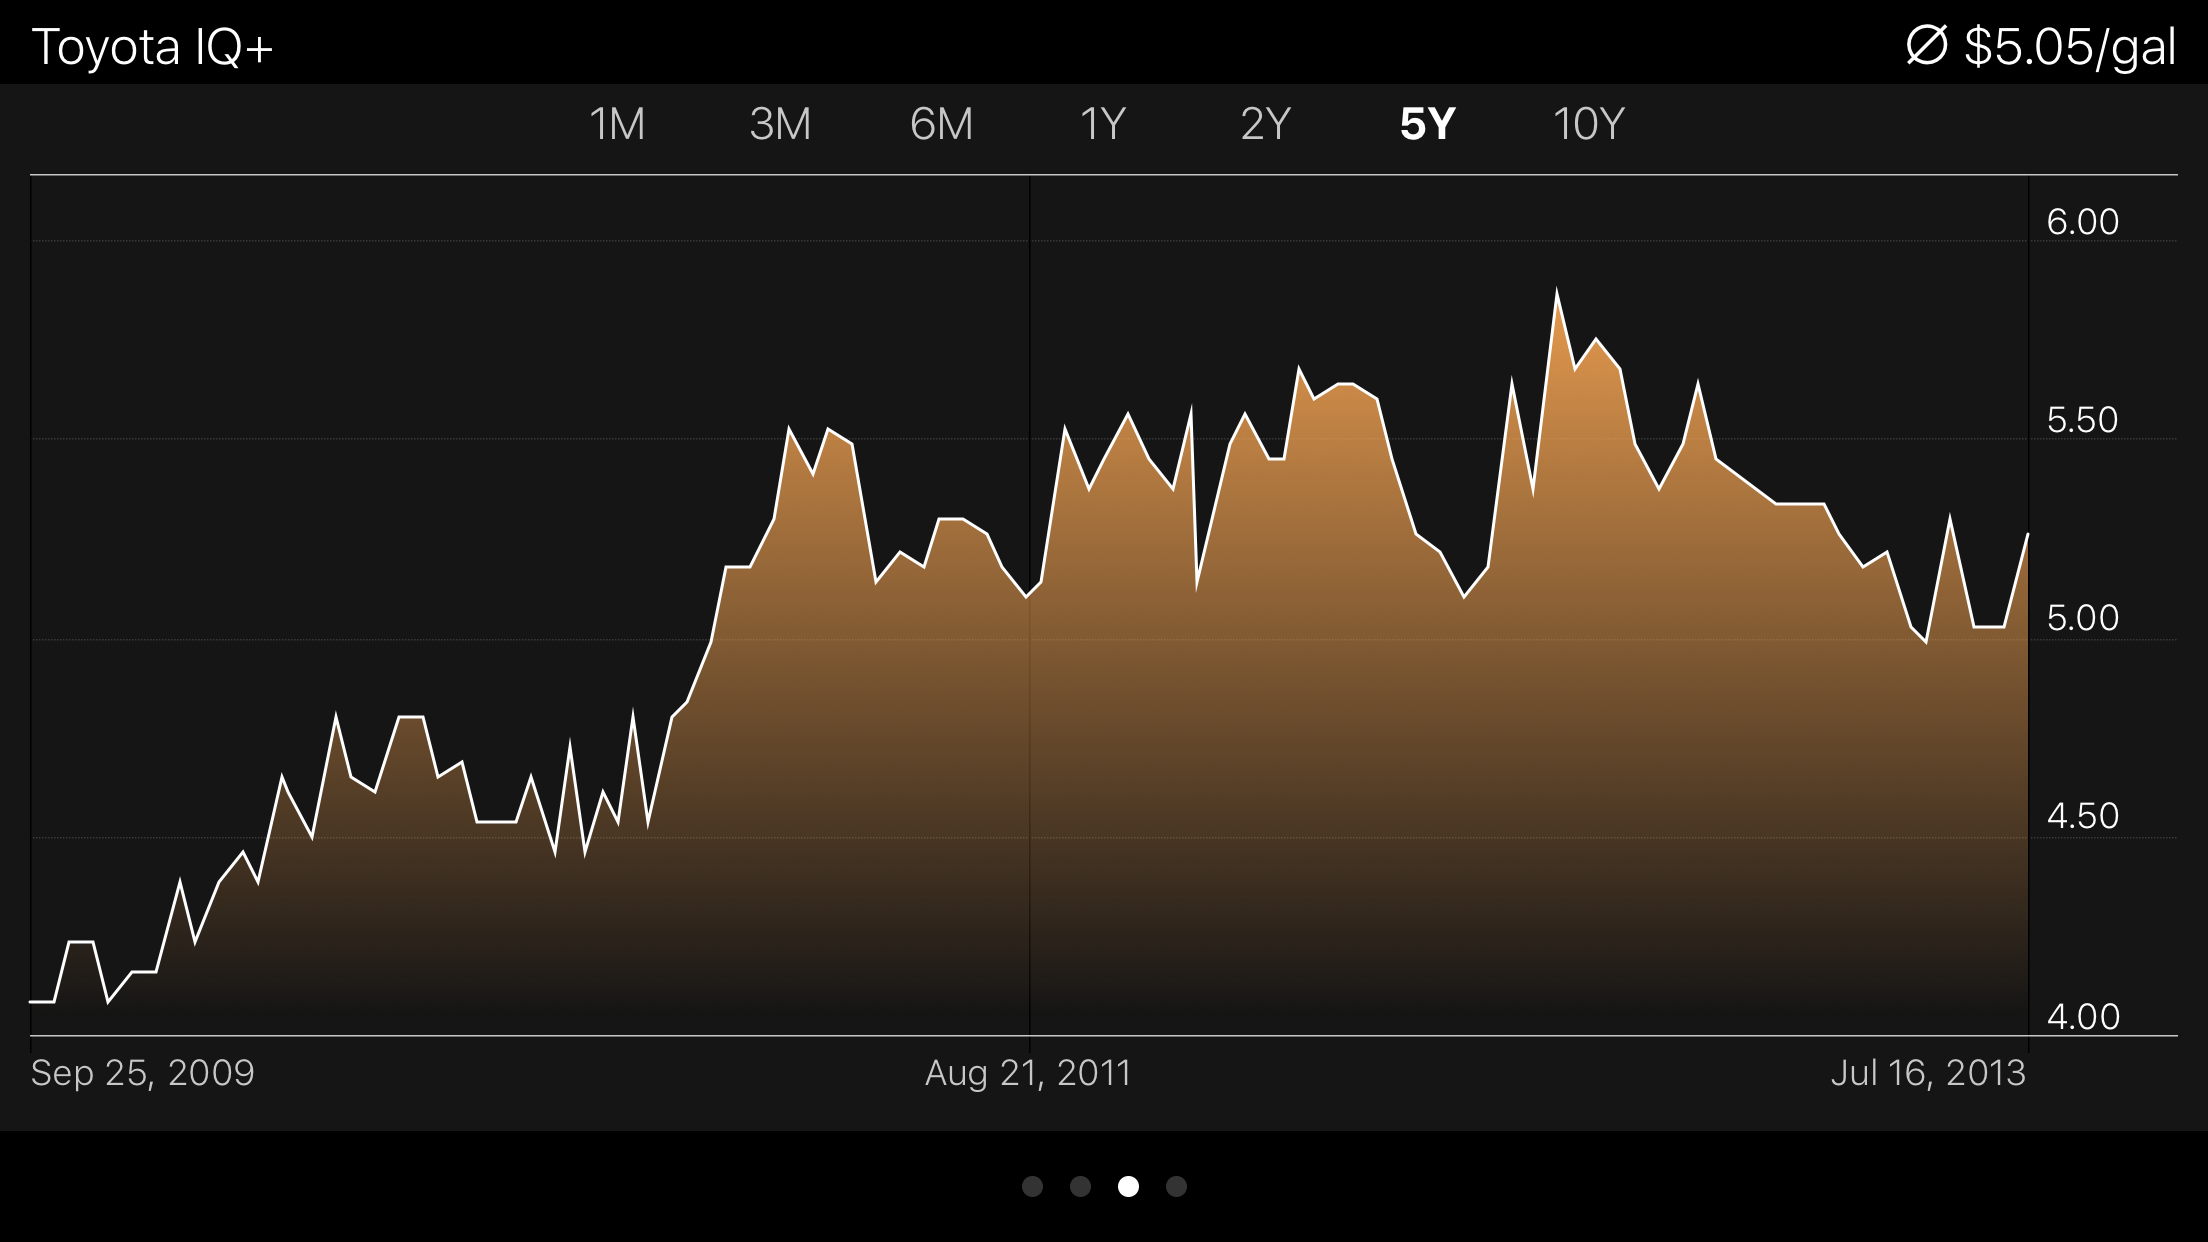 Toyota IQ+
Ø $5.05/gal
1M 3M 6M 1Y 2Y 5Y 10Y
6.00
5.50
5.00
4.50
4.00
Sep 25, 2009 Aug 21, 2011 Jul 16, 2013